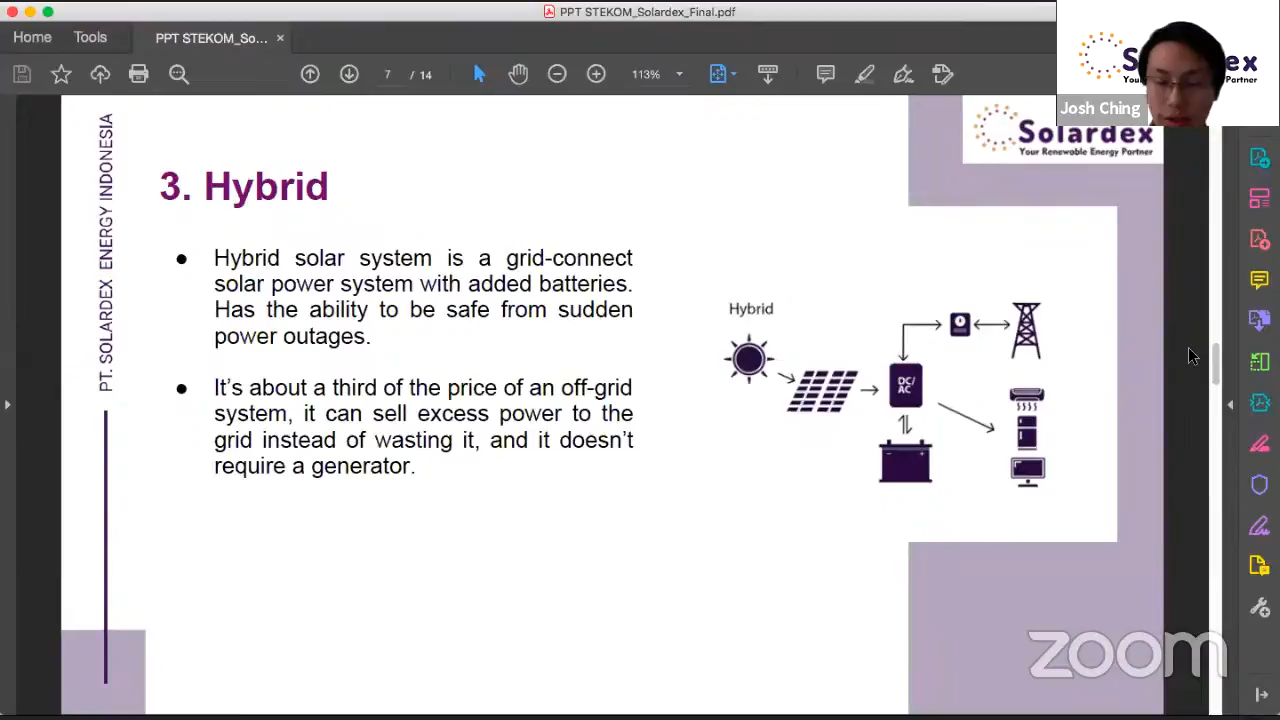 PPT STEKOM_Solardex_Final.pdf
Home Tools PPT STEKOM_So... ×
7 / 14 113%
Josh Ching
Solardex
Your Renewable Energy Partner
PT. SOLARDEX ENERGY INDONESIA
3. Hybrid
● Hybrid solar system is a grid-connect
solar power system with added batteries.
Has the ability to be safe from sudden
power outages.
● It’s about a third of the price of an off-grid
system, it can sell excess power to the
grid instead of wasting it, and it doesn’t
require a generator.
Hybrid
DC/
AC
zoom